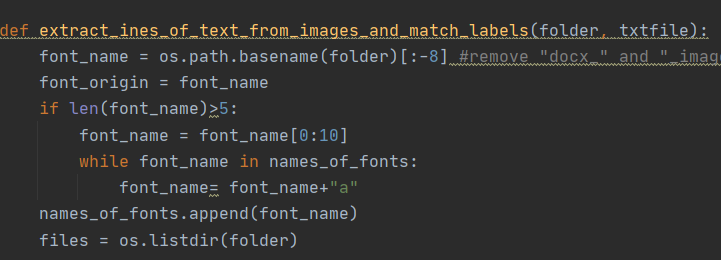 def extract_ines_of_text_from_images_and_match_labels(folder, txtfile):
    font_name = os.path.basename(folder)[:-8] #remove "docx_" and "_imag
    font_origin = font_name
    if len(font_name)>5:
        font_name = font_name[0:10]
        while font_name in names_of_fonts:
            font_name= font_name+"a"
    names_of_fonts.append(font_name)
    files = os.listdir(folder)